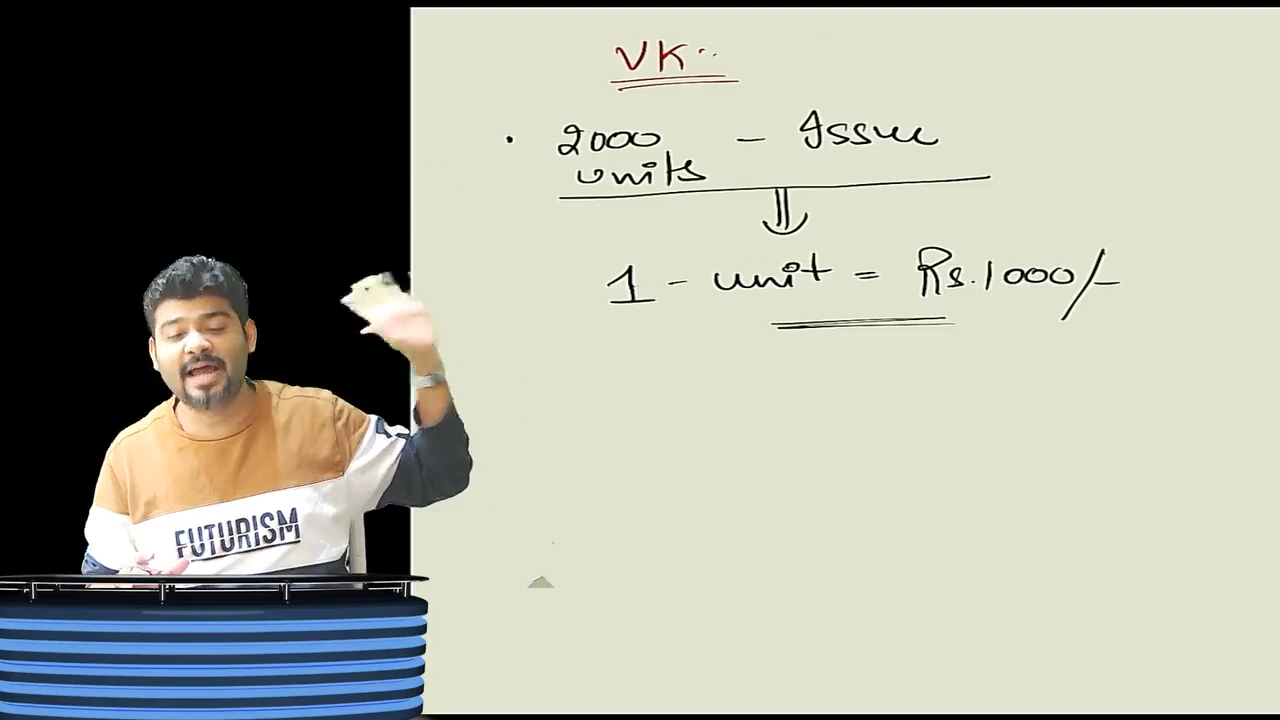 VK:
. 2000 - Issue
units
1 - unit = Rs.1000/-
FUTURISM